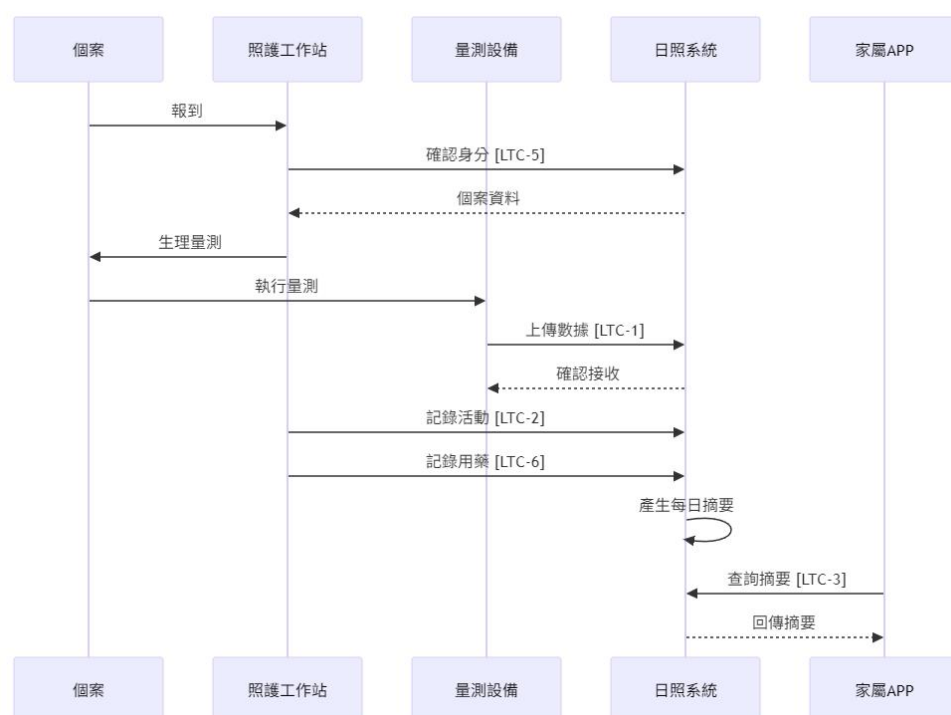 個案
照護工作站
量測設備
日照系統
家屬APP
報到
確認身分 [LTC-5]
個案資料
生理量測
執行量測
上傳數據 [LTC-1]
確認接收
記錄活動 [LTC-2]
記錄用藥 [LTC-6]
產生每日摘要
查詢摘要 [LTC-3]
回傳摘要
個案
照護工作站
量測設備
日照系統
家屬APP